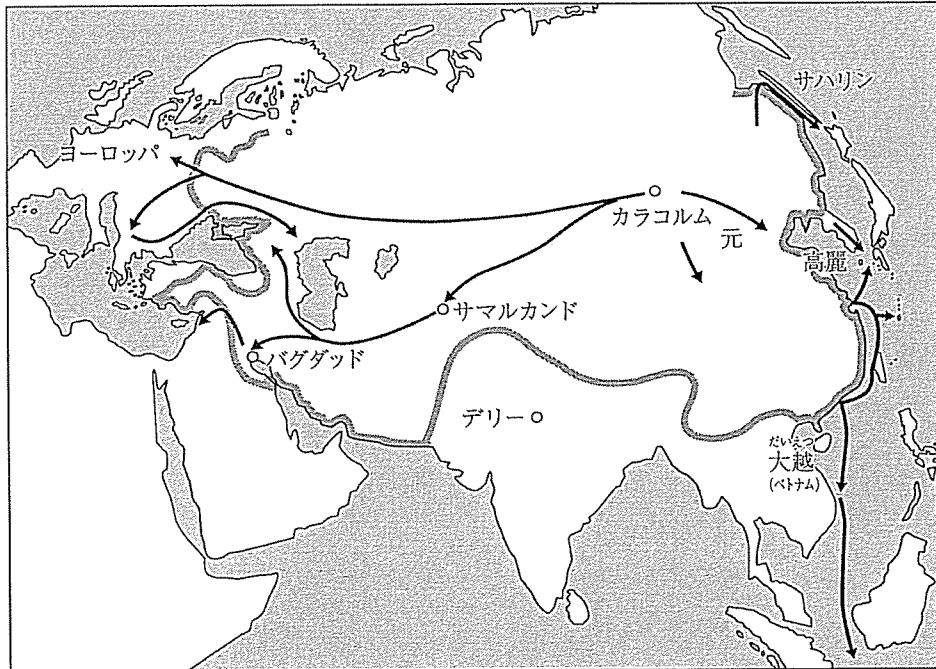 サハリン
ヨーロッパ
カラコルム
元
高麗
サマルカンド
バグダッド
デリー
だいえつ
大越
(ベトナム)